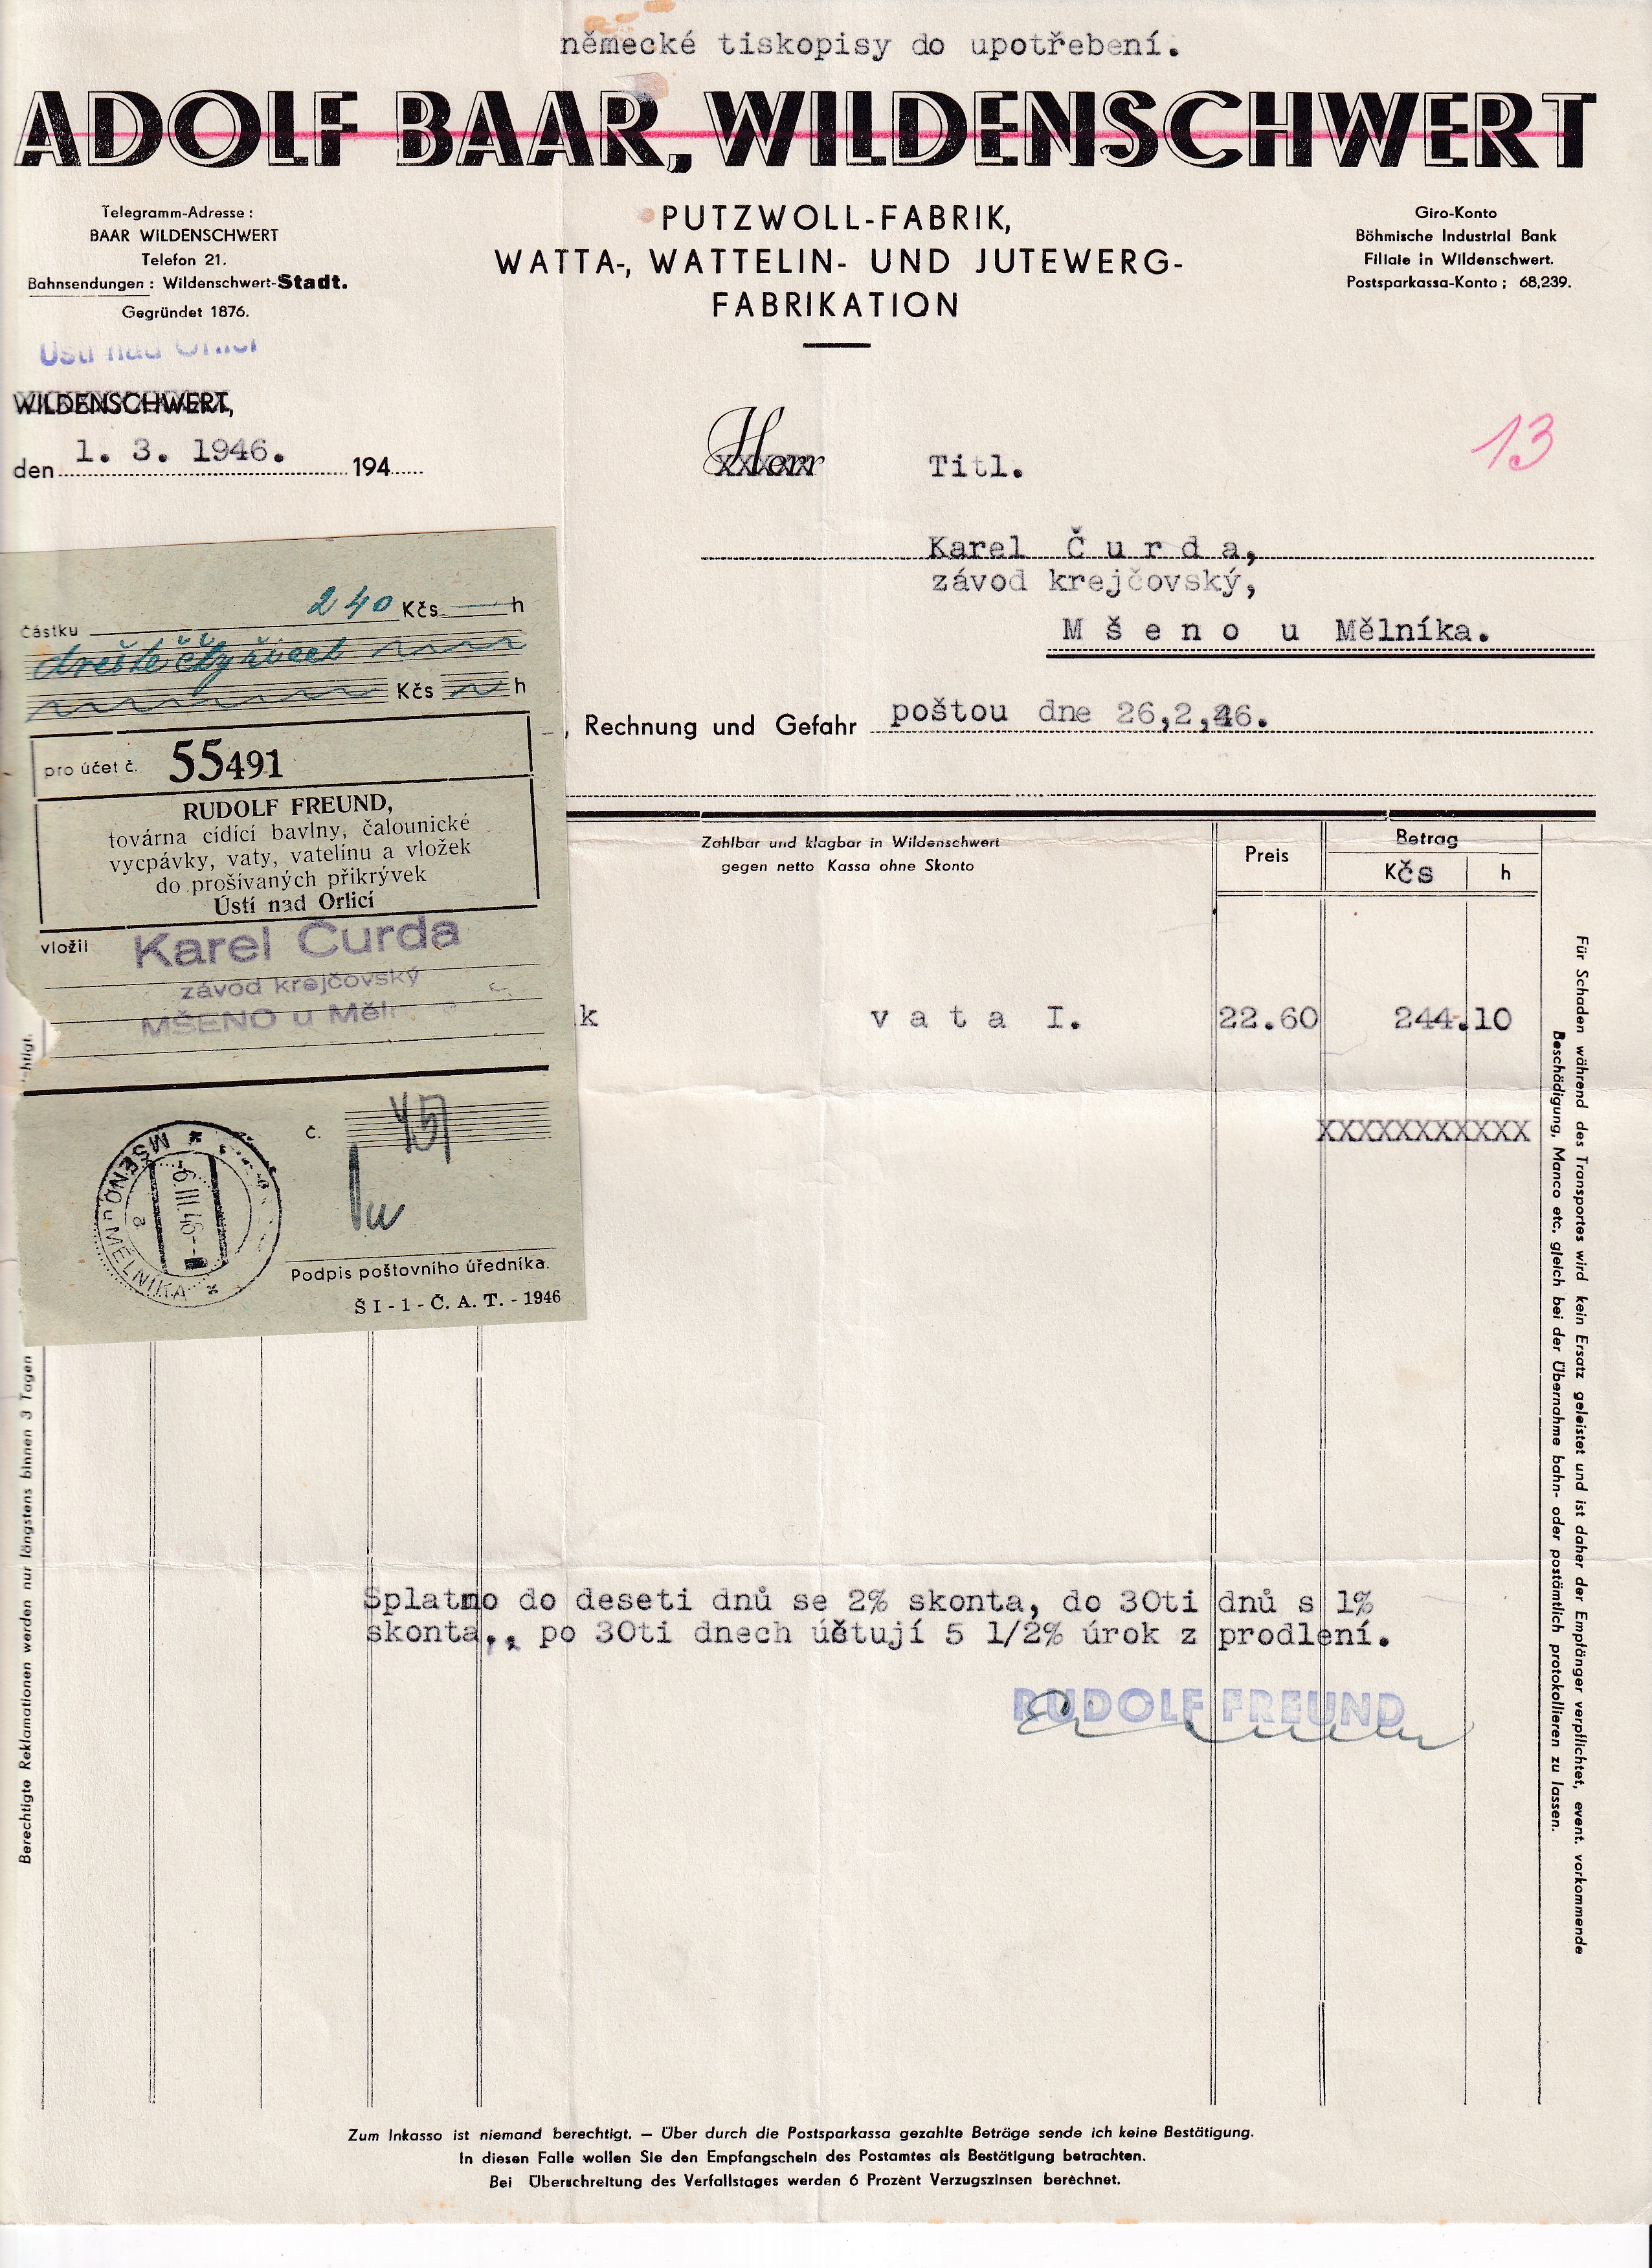 německé tiskopisy do upotřebení.
ADOLF BAAR, WILDENSCHWERT
Telegramm-Adresse:
BAAR WILDENSCHWERT
Telefon 21.
Bahnsendungen: Wildenschwert-Stadt.
Gegründet 1876.
PUTZWOLL-FABRIK,
WATTA-, WATTELIN- UND JUTEWERG-
FABRIKATION
Giro-Konto
Böhmische Industrial Bank
Filiale in Wildenschwert.
Postsparkassa-Konto; 68,239.
Ústí nad Orlicí
WILDENSCHWERT,
den 1. 3. 1946. 194
Herr Titl.
13
Karel Čurda,
závod krejčovský,
Mšeno u Mělníka.
, Rechnung und Gefahr poštou dne 26,2,46.
240 Kčs — h
částku
dvěstěčtyřicet
Kčs h
pro účet č. 55491
RUDOLF FREUND,
továrna cídící bavlny, čalounické
vycpávky, vaty, vatelínu a vložek
do prošívaných přikrývek
Ústí nad Orlicí
vložil Karel Čurda
závod krejčovský
MŠENO u Měln
č. 457
MŠENO u MĚLNÍKA
-6.III.46--
a
Podpis poštovního úředníka.
ŠI-1-Č.A.T.-1946
Zahlbar und klagbar in Wildenschwert
gegen netto Kassa ohne Skonto
Preis
Betrag
Kčs h
k vata I. 22.60 244.10
XXXXXXXXXXX
Splatno do deseti dnů se 2% skonta, do 30ti dnů s 1%
skonta,, po 30ti dnech účtují 5 1/2% úrok z prodlení.
RUDOLF FREUND
htigt.
Berechtigte Reklamationen werden nur längstens binnen 3 Tagen
Für Schaden während des Transportes wird kein Ersatz geleistet und ist daher der Empfänger verpflichtet, event. vorkommende
Beschädigung, Manco etc. gleich bei der Übernahme bahn- oder postämtlich protokollieren zu lassen.
Zum Inkasso ist niemand berechtigt. — Über durch die Postsparkassa gezahlte Beträge sende ich keine Bestätigung.
In diesen Falle wollen Sie den Empfangschein des Postamtes als Bestätigung betrachten.
Bei Überschreitung des Verfallstages werden 6 Prozent Verzugszinsen berechnet.